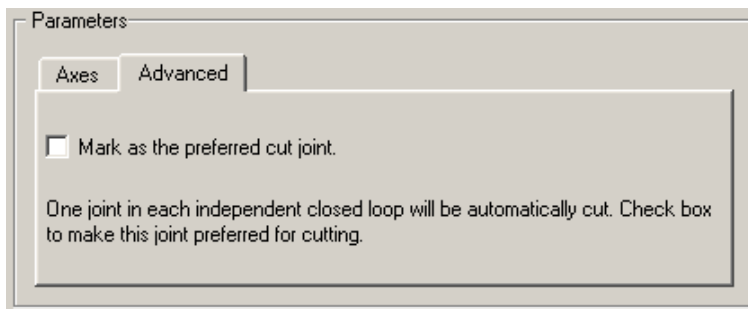 Parameters
Axes Advanced
Mark as the preferred cut joint.
One joint in each independent closed loop will be automatically cut. Check box
to make this joint preferred for cutting.